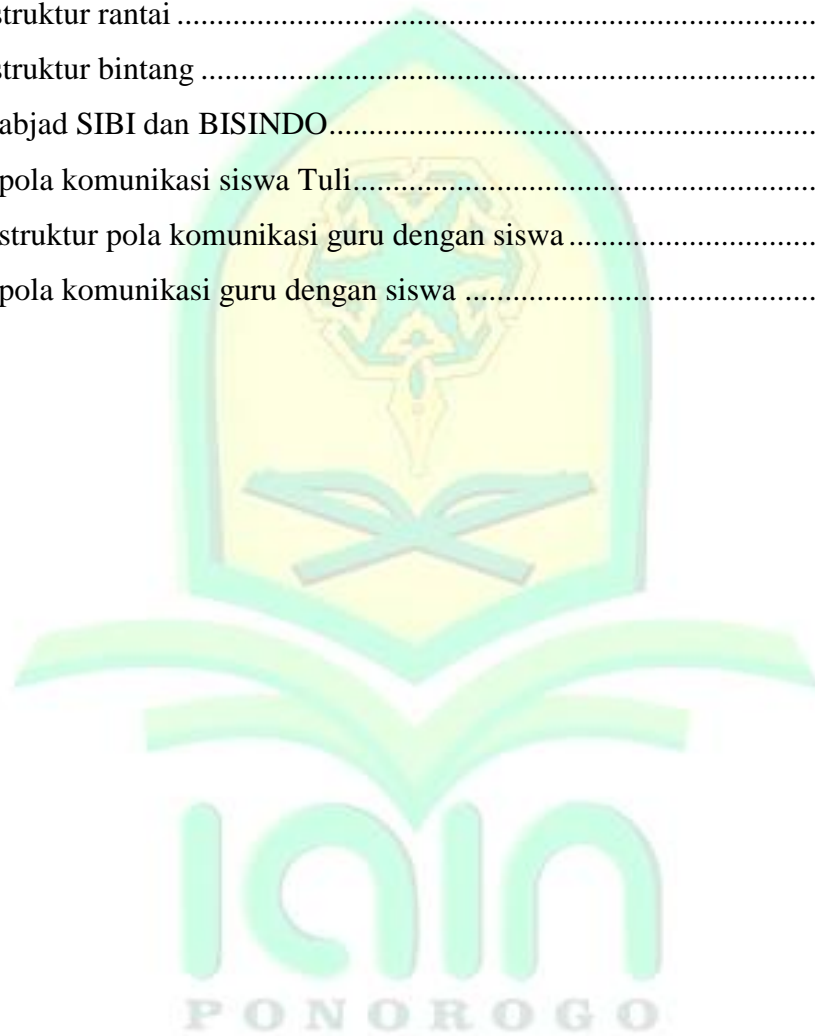 struktur rantai ........................................................................................
struktur bintang .....................................................................................
abjad SIBI dan BISINDO.....................................................................
pola komunikasi siswa Tuli..................................................................
struktur pola komunikasi guru dengan siswa .......................................
pola komunikasi guru dengan siswa ....................................................
iain
PONOROGO